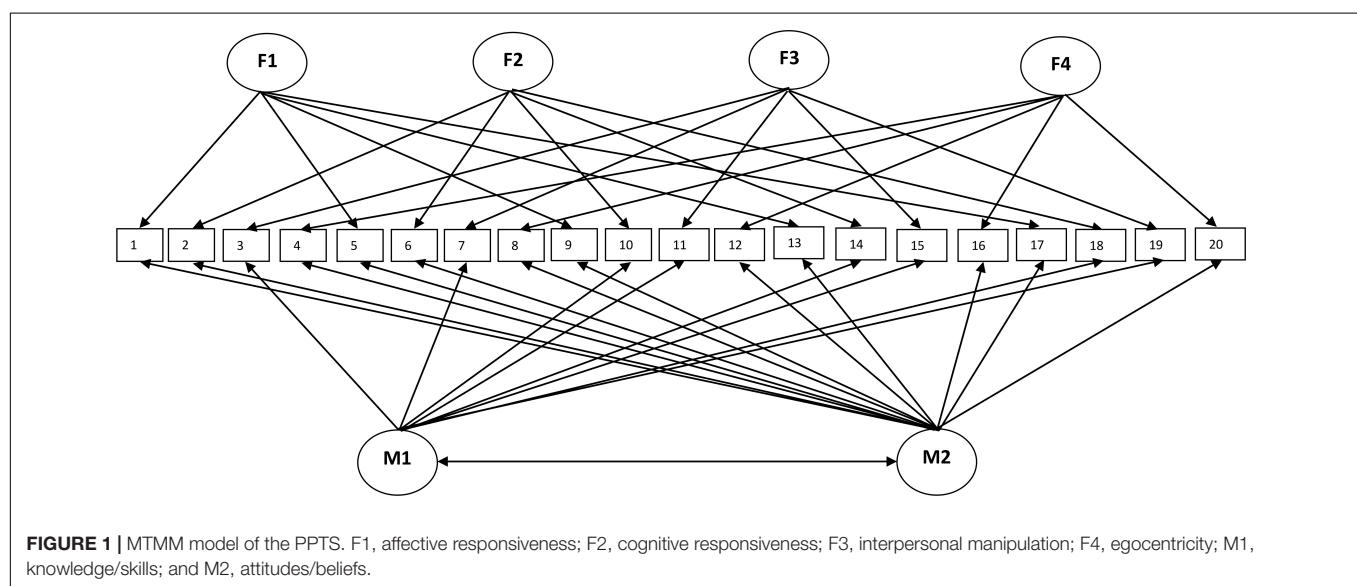 F1 F2 F3 F4
1 2 3 4 5 6 7 8 9 10 11 12 13 14 15 16 17 18 19 20
M1 M2
FIGURE 1 | MTMM model of the PPTS. F1, affective responsiveness; F2, cognitive responsiveness; F3, interpersonal manipulation; F4, egocentricity; M1,
knowledge/skills; and M2, attitudes/beliefs.